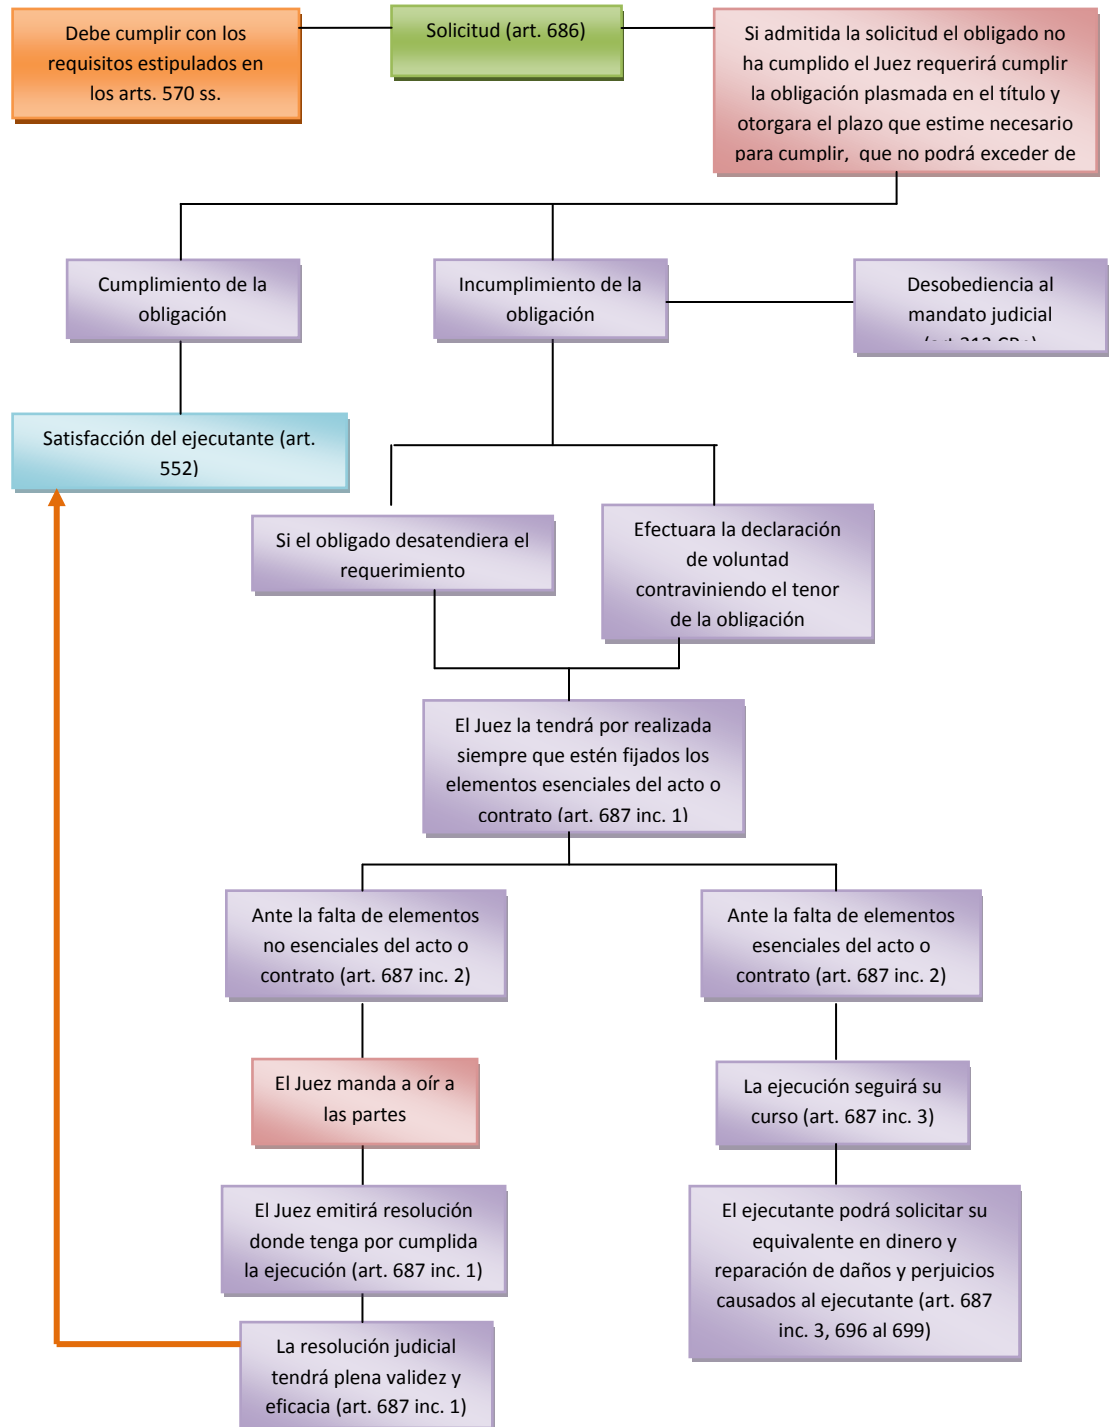 Debe cumplir con los
requisitos estipulados en
los arts. 570 ss.
Solicitud (art. 686)
Si admitida la solicitud el obligado no
ha cumplido el Juez requerirá cumplir
la obligación plasmada en el título y
otorgara el plazo que estime necesario
para cumplir,  que no podrá exceder de
Cumplimiento de la
obligación
Incumplimiento de la
obligación
Desobediencia al
mandato judicial
Satisfacción del ejecutante (art.
552)
Si el obligado desatendiera el
requerimiento
Efectuara la declaración
de voluntad
contraviniendo el tenor
de la obligación
El Juez la tendrá por realizada
siempre que estén fijados los
elementos esenciales del acto o
contrato (art. 687 inc. 1)
Ante la falta de elementos
no esenciales del acto o
contrato (art. 687 inc. 2)
Ante la falta de elementos
esenciales del acto o
contrato (art. 687 inc. 2)
El Juez manda a oír a
las partes
La ejecución seguirá su
curso (art. 687 inc. 3)
El Juez emitirá resolución
donde tenga por cumplida
la ejecución (art. 687 inc. 1)
El ejecutante podrá solicitar su
equivalente en dinero y
reparación de daños y perjuicios
causados al ejecutante (art. 687
inc. 3, 696 al 699)
La resolución judicial
tendrá plena validez y
eficacia (art. 687 inc. 1)